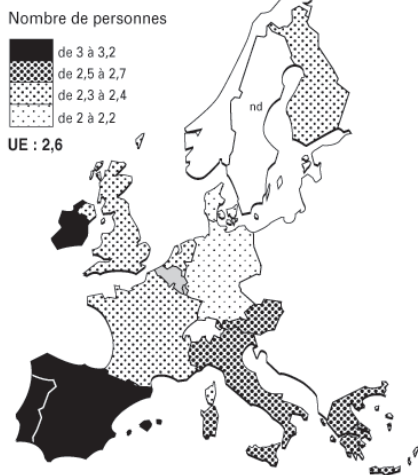 Nombre de personnes
de 3 à 3,2
de 2,5 à 2,7
de 2,3 à 2,4
de 2 à 2,2
UE : 2,6
nd